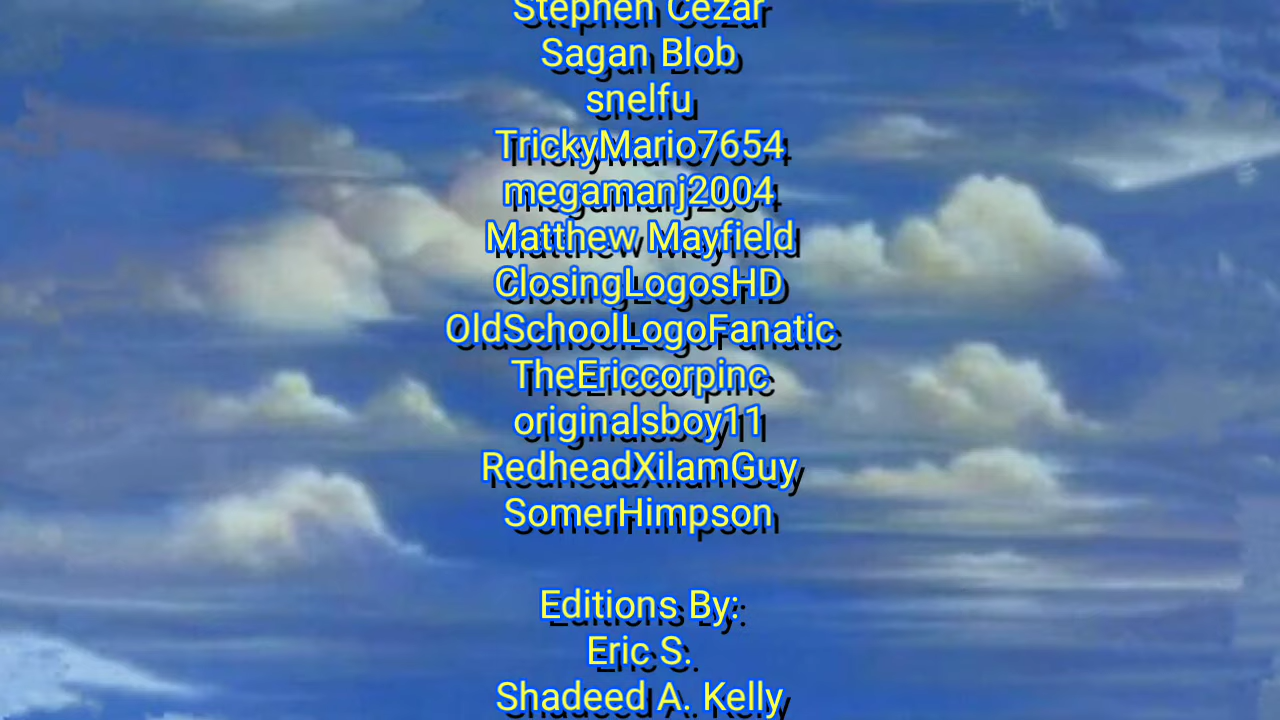 Stephen Cezar
Sagan Blob
snelfu
TrickyMario7654
megamanj2004
Matthew Mayfield
ClosingLogosHD
OldSchoolLogoFanatic
TheEriccorpinc
originalsboy11
RedheadXilamGuy
SomerHimpson
Editions By:
Eric S.
Shadeed A. Kelly